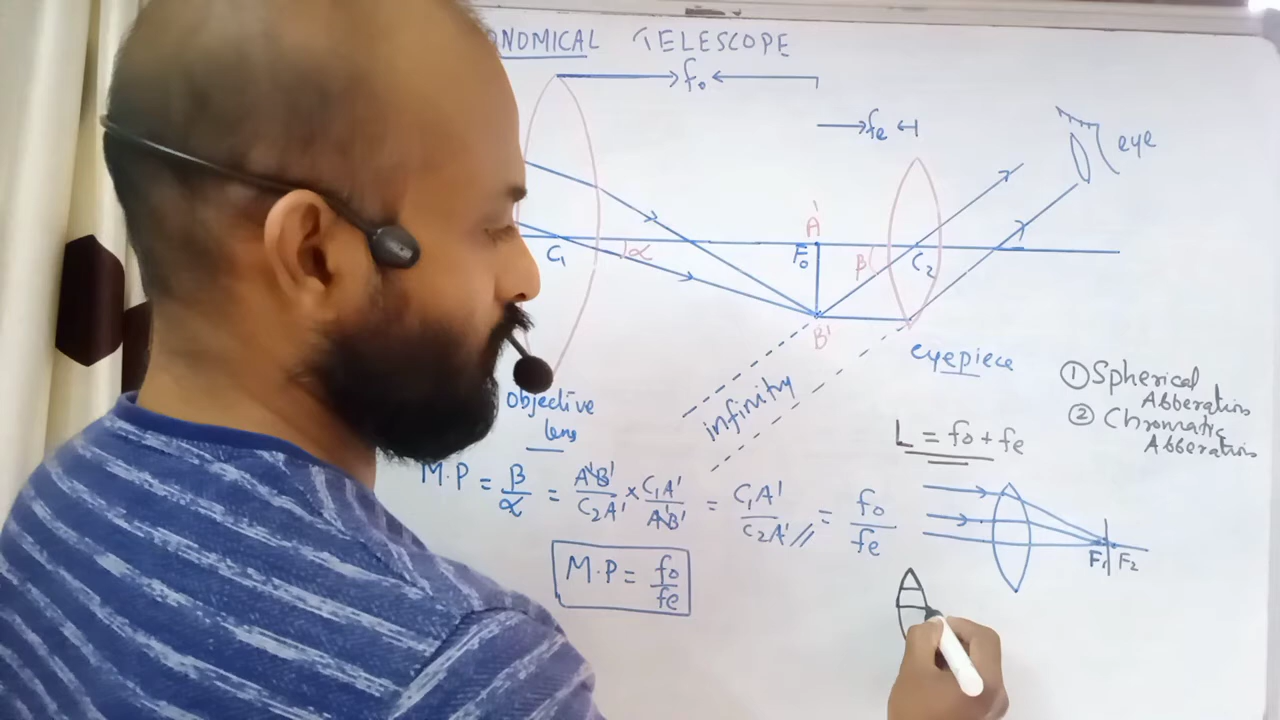 ONOMICAL TELESCOPE
fo
fe
eye
A'
C1 α Fo β C2
B'
eyepiece
infinity
Objective
lens
① Spherical
Abberation
② Chromatic
Abberation
L = fo + fe
M.P = β/α = A'B'/C2A' × C1A'/A'B' = C1A'/C2A' = fo/fe
M.P = fo/fe
F1 F2